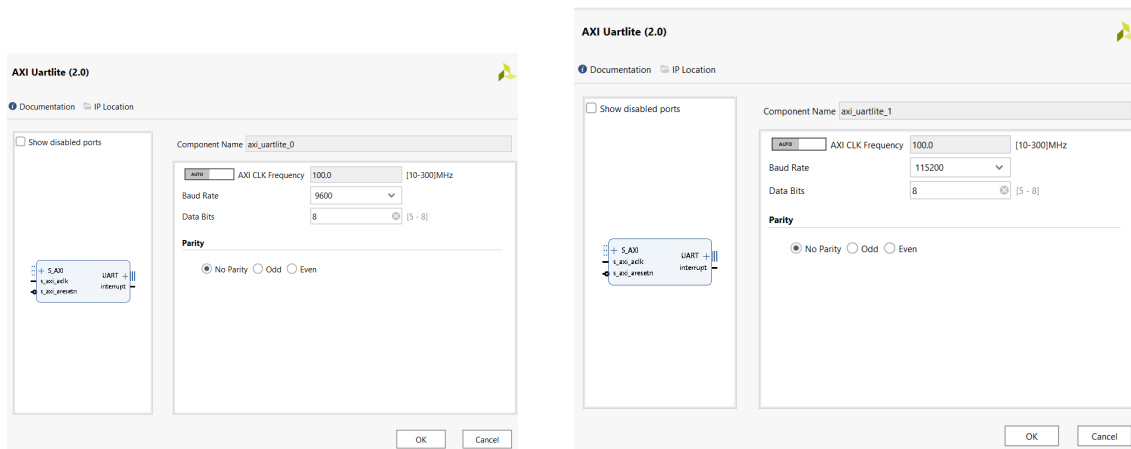 AXI Uartlite (2.0)
Documentation IP Location
Show disabled ports
Component Name axi_uartlite_0
AUTO AXI CLK Frequency 100.0 [10-300]MHz
Baud Rate 9600
Data Bits 8 [5 - 8]
Parity
No Parity Odd Even
S_AXI
s_axi_aclk
s_axi_aresetn
UART
interrupt
OK Cancel
AXI Uartlite (2.0)
Documentation IP Location
Show disabled ports
Component Name axi_uartlite_1
AUTO AXI CLK Frequency 100.0 [10-300]MHz
Baud Rate 115200
Data Bits 8 [5 - 8]
Parity
No Parity Odd Even
S_AXI
s_axi_aclk
s_axi_aresetn
UART
interrupt
OK Cancel